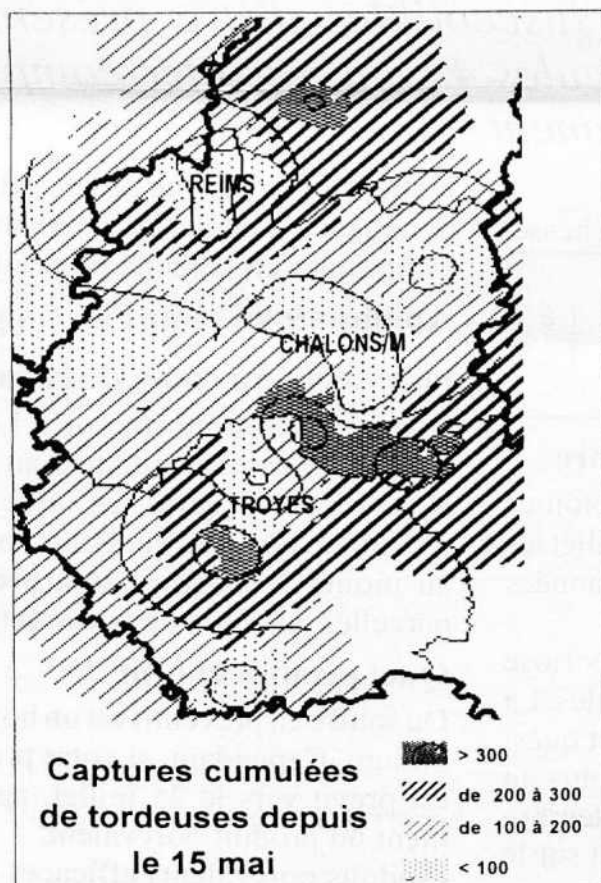 REIMS
CHALONS/M
TROYES
Captures cumulées
de tordeuses depuis
le 15 mai
> 300
de 200 à 300
de 100 à 200
< 100